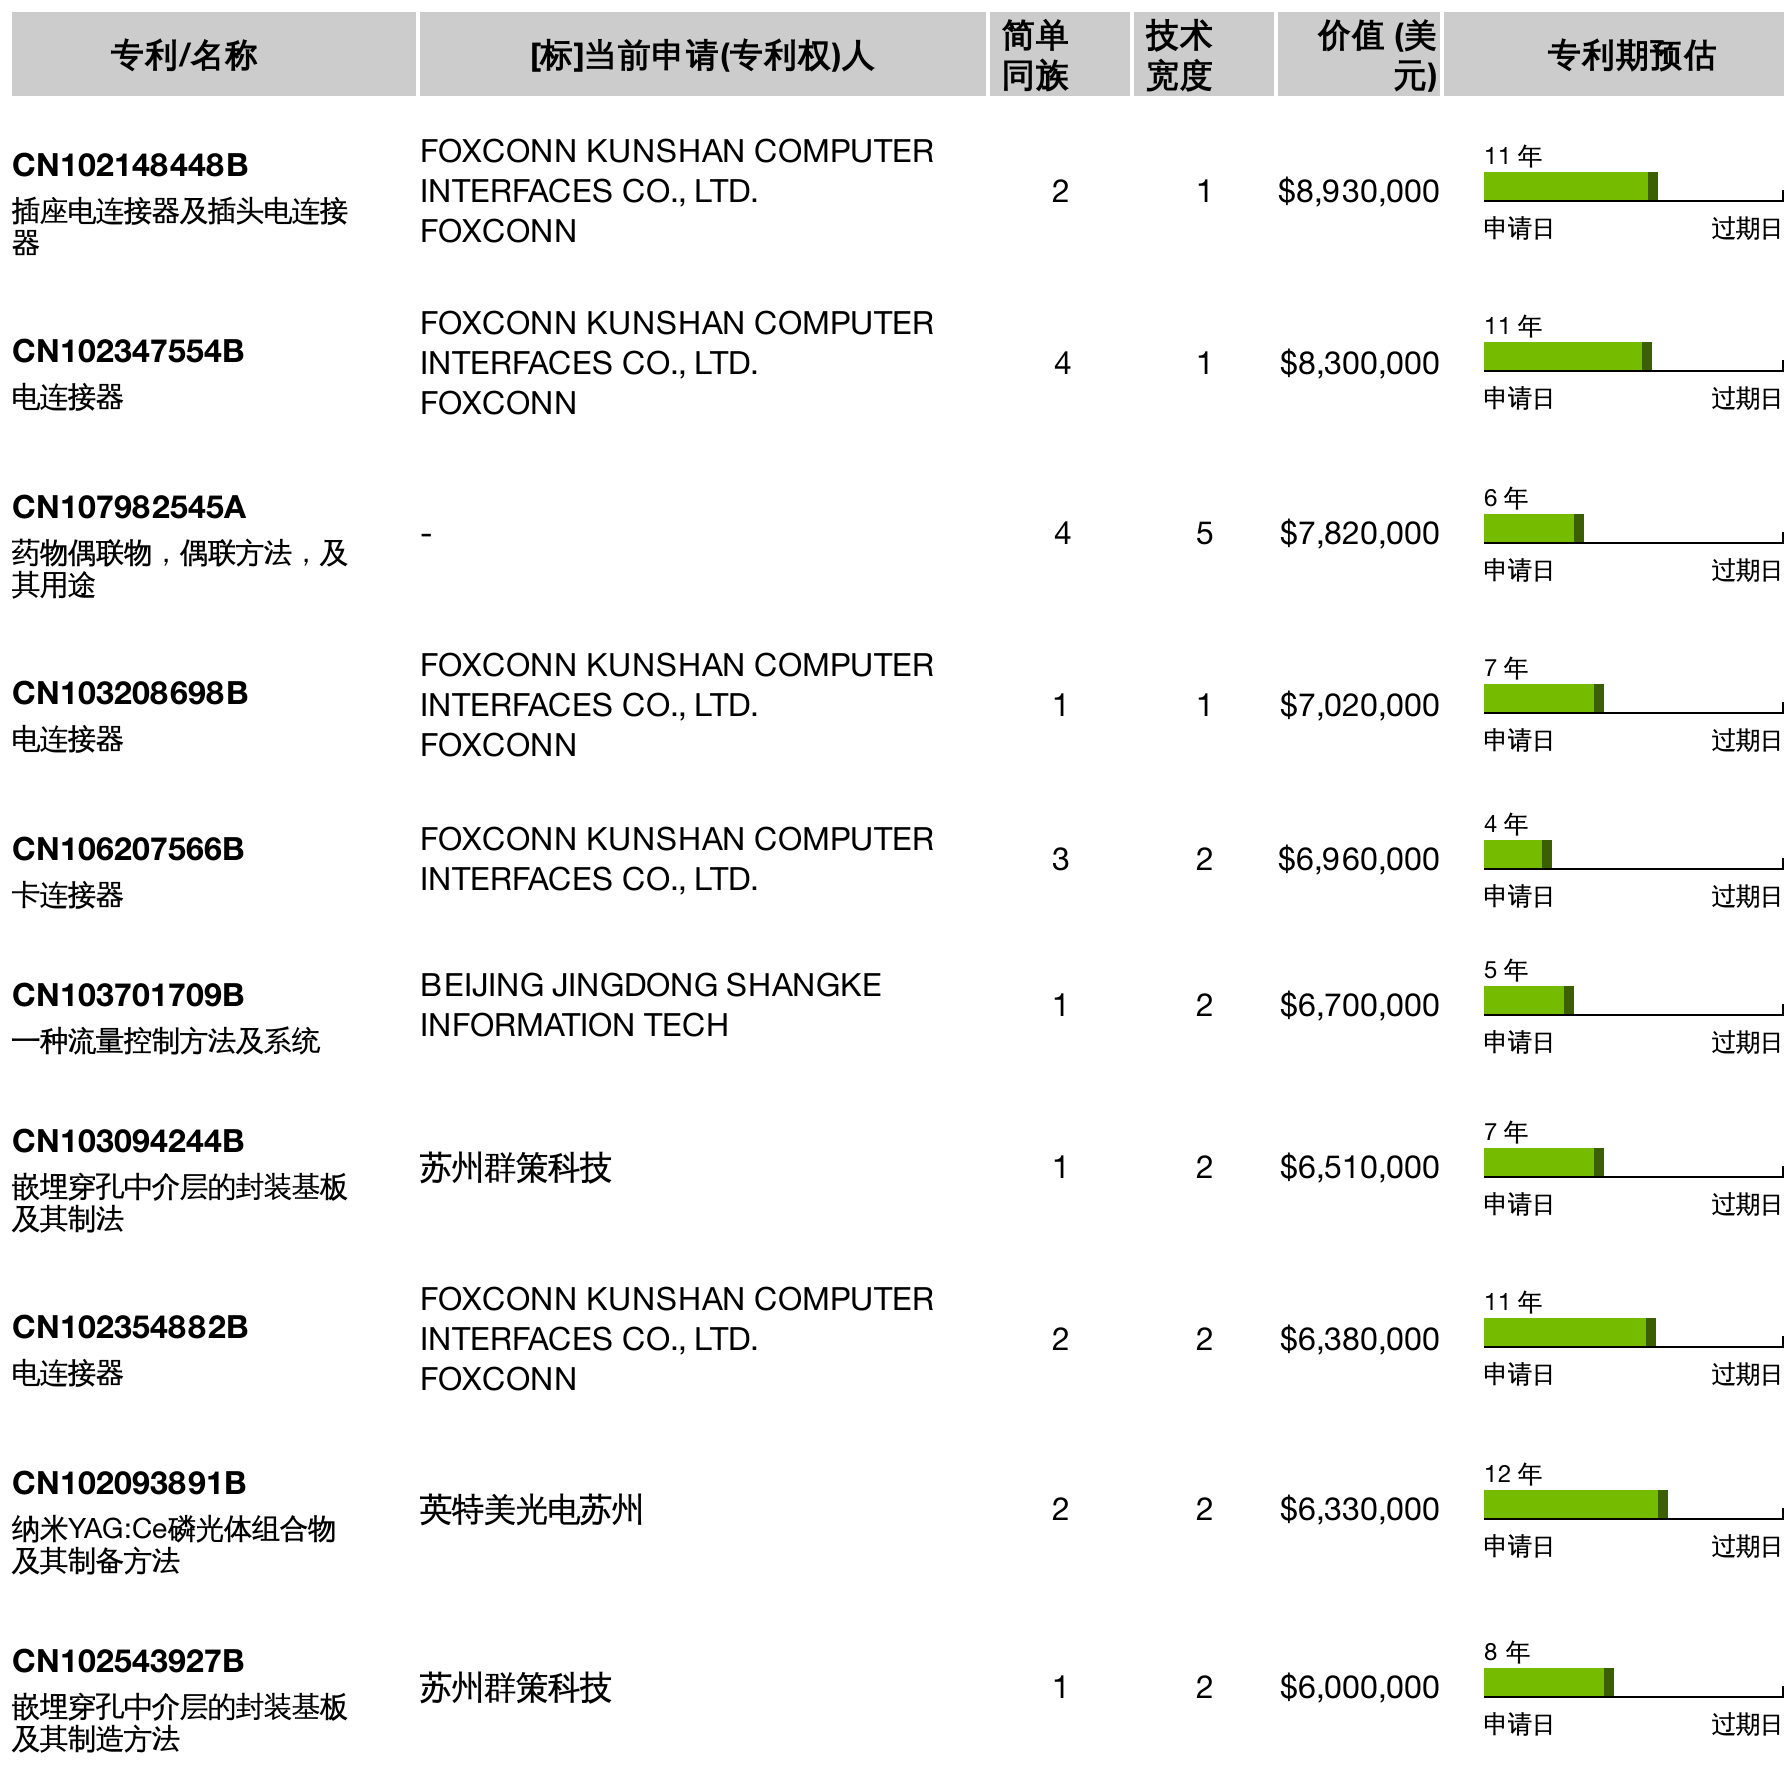 专利/名称
[标]当前申请(专利权)人
简单
同族
技术
宽度
价值 (美
元)
专利期预估
CN102148448B
插座电连接器及插头电连接
器
FOXCONN KUNSHAN COMPUTER
INTERFACES CO., LTD.
FOXCONN
2
1
$8,930,000
11 年
申请日
过期日
CN102347554B
电连接器
FOXCONN KUNSHAN COMPUTER
INTERFACES CO., LTD.
FOXCONN
4
1
$8,300,000
11 年
申请日
过期日
CN107982545A
药物偶联物，偶联方法，及
其用途
-
4
5
$7,820,000
6 年
申请日
过期日
CN103208698B
电连接器
FOXCONN KUNSHAN COMPUTER
INTERFACES CO., LTD.
FOXCONN
1
1
$7,020,000
7 年
申请日
过期日
CN106207566B
卡连接器
FOXCONN KUNSHAN COMPUTER
INTERFACES CO., LTD.
3
2
$6,960,000
4 年
申请日
过期日
CN103701709B
一种流量控制方法及系统
BEIJING JINGDONG SHANGKE
INFORMATION TECH
1
2
$6,700,000
5 年
申请日
过期日
CN103094244B
嵌埋穿孔中介层的封装基板
及其制法
苏州群策科技
1
2
$6,510,000
7 年
申请日
过期日
CN102354882B
电连接器
FOXCONN KUNSHAN COMPUTER
INTERFACES CO., LTD.
FOXCONN
2
2
$6,380,000
11 年
申请日
过期日
CN102093891B
纳米YAG:Ce磷光体组合物
及其制备方法
英特美光电苏州
2
2
$6,330,000
12 年
申请日
过期日
CN102543927B
嵌埋穿孔中介层的封装基板
及其制造方法
苏州群策科技
1
2
$6,000,000
8 年
申请日
过期日